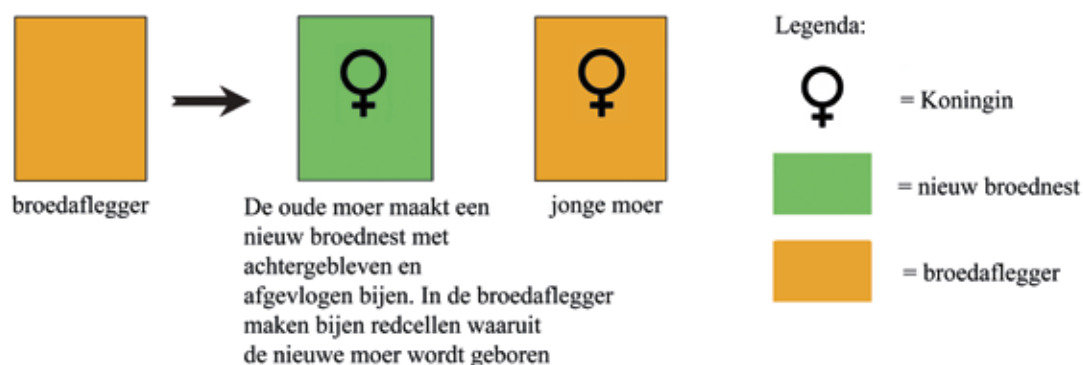 broedaflegger
De oude moer maakt een
nieuw broednest met
achtergebleven en
afgevlogen bijen. In de broedaflegger
maken bijen redcellen waaruit
de nieuwe moer wordt geboren
jonge moer
Legenda:
= Koningin
= nieuw broednest
= broedaflegger